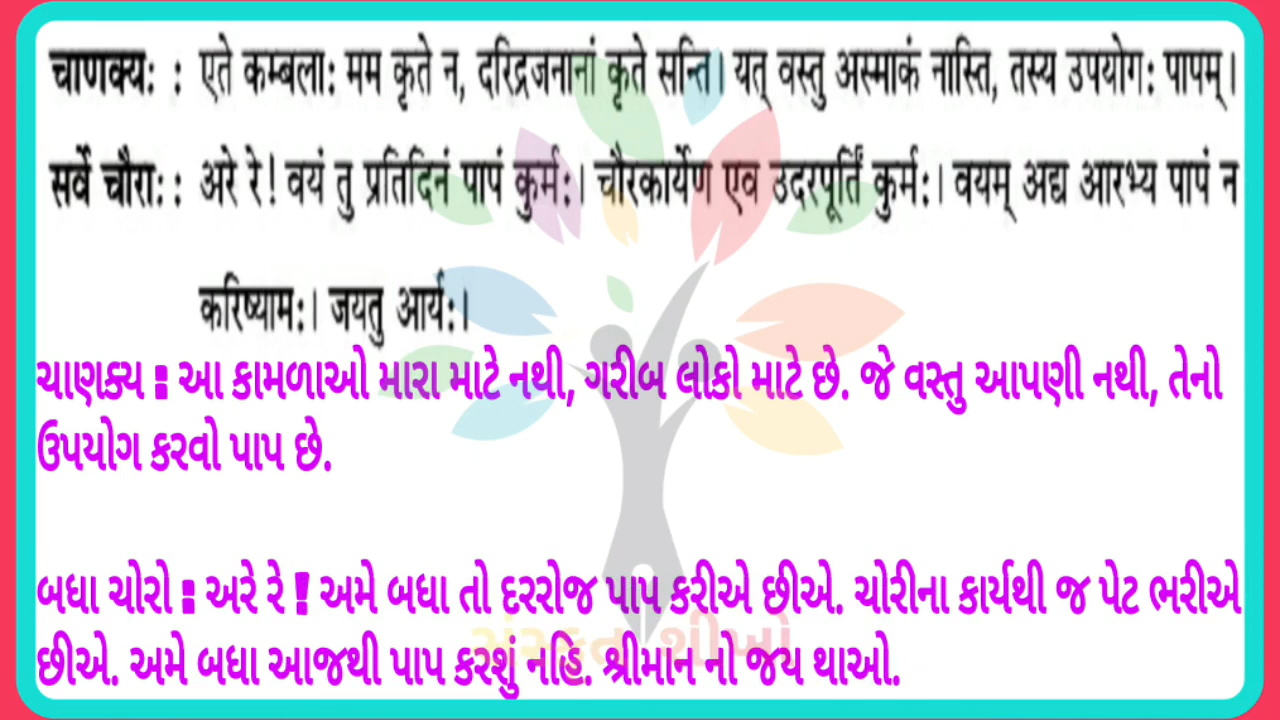 चाणक्यः : एते कम्बलाः मम कृते न, दरिद्रजनानां कृते सन्ति। यत् वस्तु अस्माकं नास्ति, तस्य उपयोगः पापम्।
सर्वे चौराः : अरे रे! वयं तु प्रतिदिनं पापं कुर्मः। चौरकार्येण एव उदरपूर्तिं कुर्मः। वयम् अद्य आरभ्य पापं न
करिष्यामः। जयतु आर्यः।
ચાણક્ય : આ કામળાઓ મારા માટે નથી, ગરીબ લોકો માટે છે. જે વસ્તુ આપણી નથી, તેનો
ઉપયોગ કરવો પાપ છે.
બધા ચોરો : અરે રે ! અમે બધા તો દરરોજ પાપ કરીએ છીએ. ચોરીના કાર્યથી જ પેટ ભરીએ
છીએ. અમે બધા આજથી પાપ કરશું નહિ. શ્રીમાન નો જય થાઓ.
સંસ્કૃત શીખો